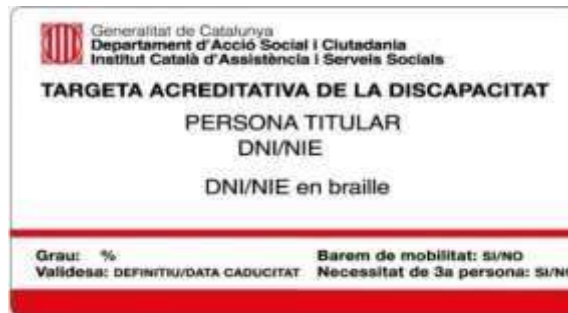 Generalitat de Catalunya
Departament d'Acció Social i Ciutadania
Institut Català d'Assistència i Serveis Socials
TARGETA ACREDITATIVA DE LA DISCAPACITAT
PERSONA TITULAR
DNI/NIE
DNI/NIE en braille
Grau: % Barem de mobilitat: SI/NO
Validesa: DEFINITIU/DATA CADUCITAT Necessitat de 3a persona: SI/NO